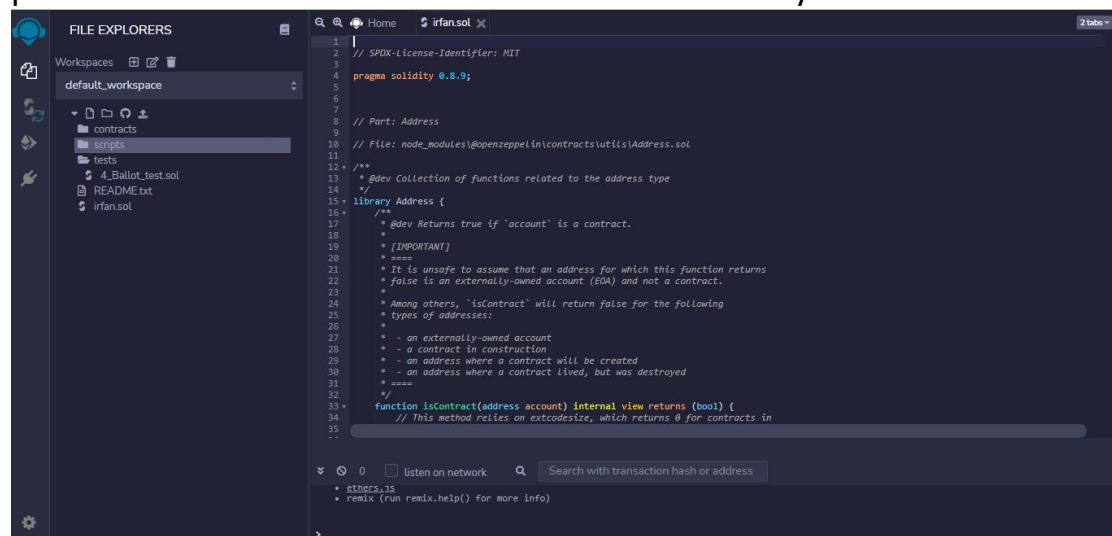 FILE EXPLORERS
Workspaces
default_workspace
contracts
scripts
tests
4_Ballot_test.sol
README.txt
irfan.sol
Home
irfan.sol
2 tabs
1
2 // SPDX-License-Identifier: MIT
3
4 pragma solidity 0.8.9;
5
6
7
8 // Part: Address
9
10 // File: node_modules\@openzeppelin\contracts\utils\Address.sol
11
12 /**
13 * @dev Collection of functions related to the address type
14 */
15 library Address {
16 /**
17 * @dev Returns true if `account` is a contract.
18 *
19 * [IMPORTANT]
20 * ====
21 * It is unsafe to assume that an address for which this function returns
22 * false is an externally-owned account (EOA) and not a contract.
23 *
24 * Among others, `isContract` will return false for the following
25 * types of addresses:
26 *
27 * - an externally-owned account
28 * - a contract in construction
29 * - an address where a contract will be created
30 * - an address where a contract lived, but was destroyed
31 * ====
32 */
33 function isContract(address account) internal view returns (bool) {
34 // This method relies on extcodesize, which returns 0 for contracts in
35
0
listen on network
Search with transaction hash or address
• ethers.js
• remix (run remix.help() for more info)
>